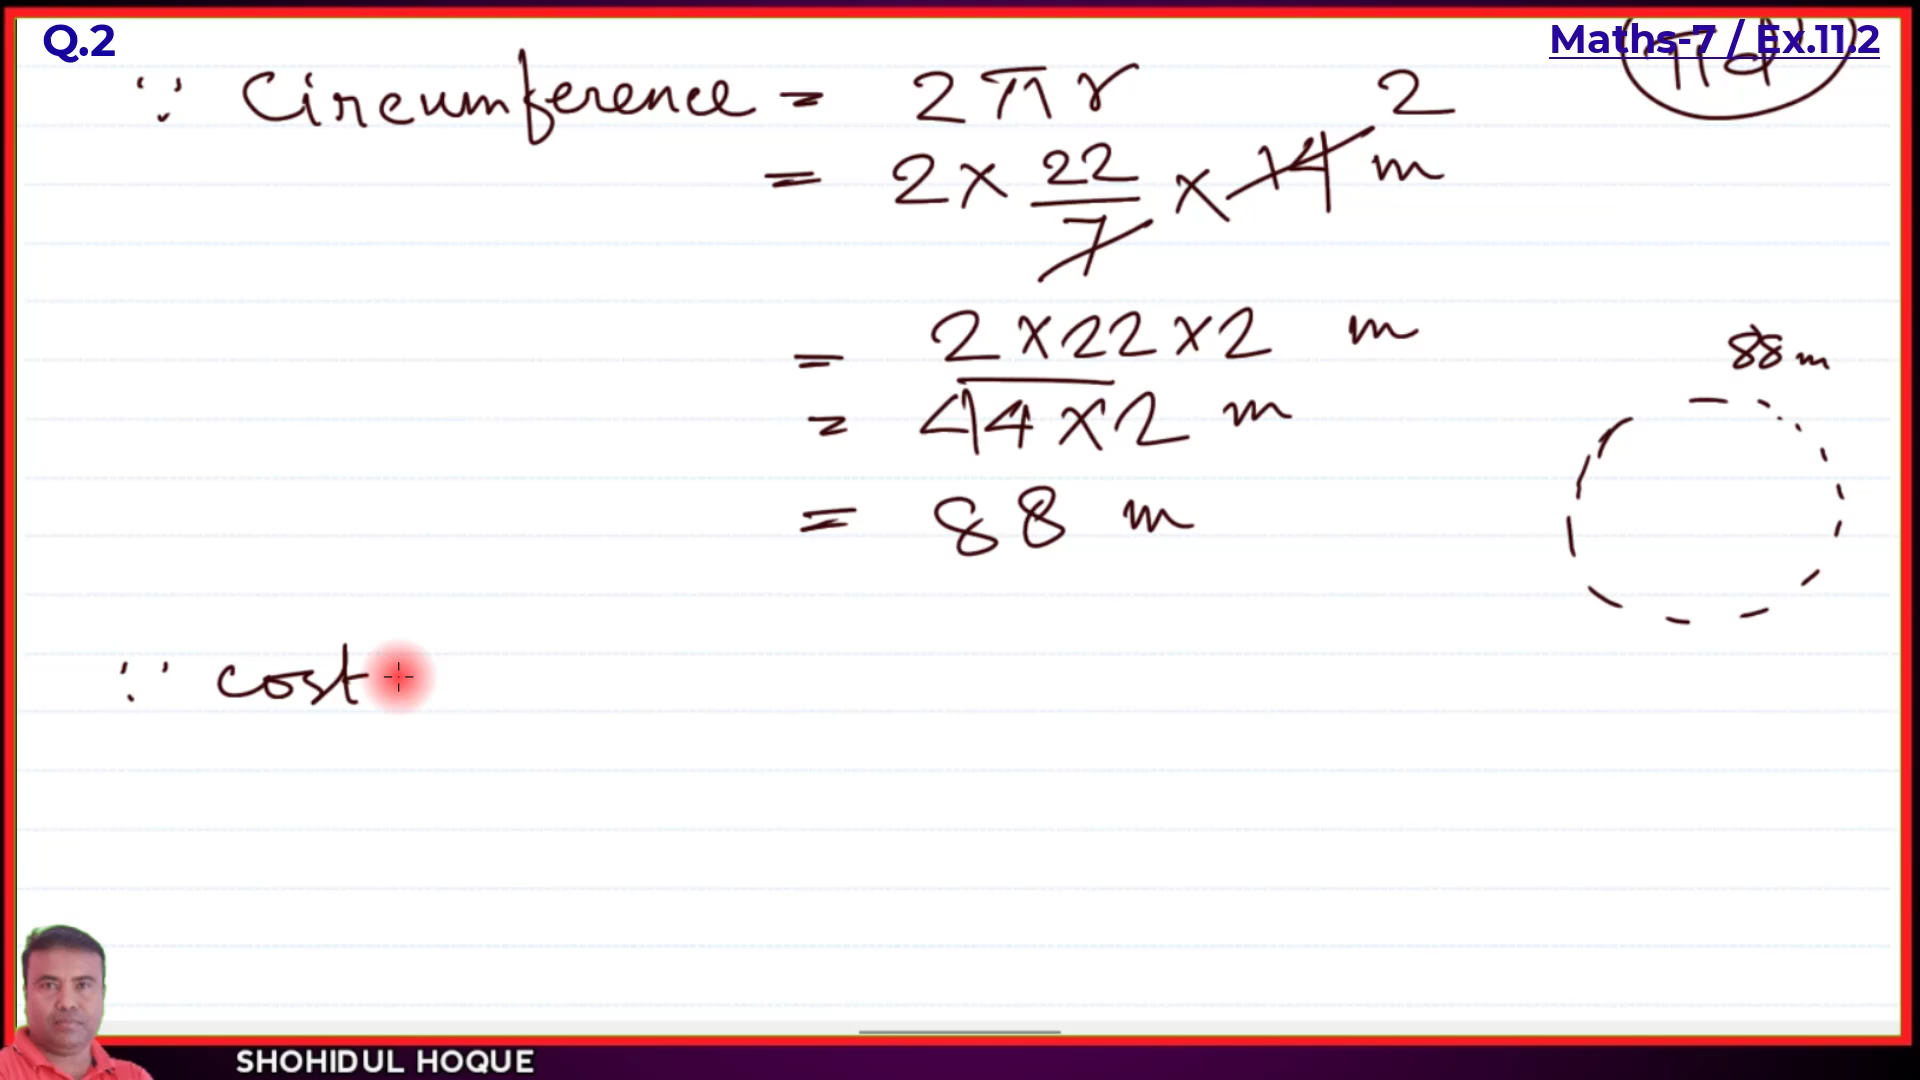 Q.2
Maths-7 / Ex.11.2
πd
∵ Circumference = 2πr
= 2 × 22/7 × 14 m
2
= 2 × 22 × 2 m
= 44 × 2 m
= 88 m
88 m
∵ cost
SHOHIDUL HOQUE